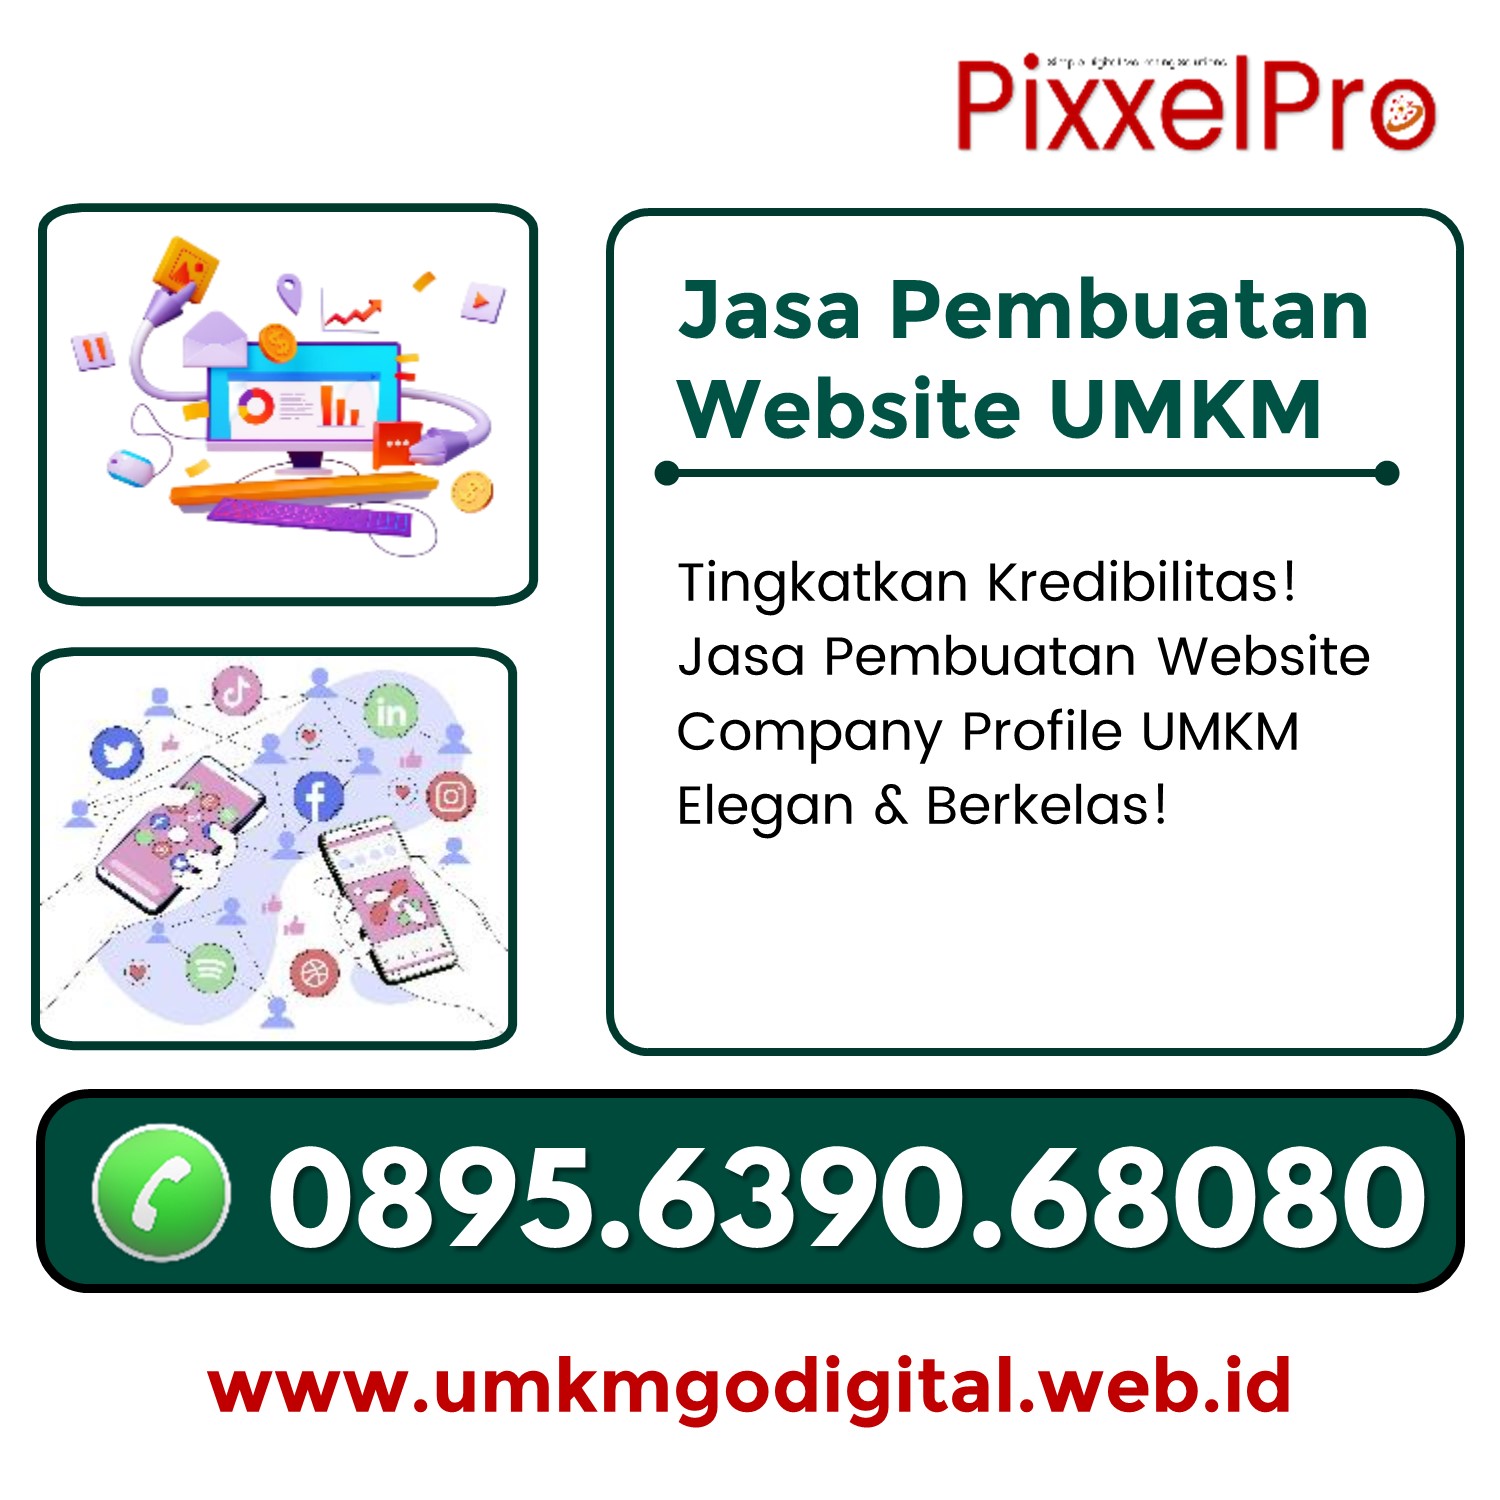 PixxelPro
Jasa Pembuatan
Website UMKM
Tingkatkan Kredibilitas!
Jasa Pembuatan Website
Company Profile UMKM
Elegan & Berkelas!
in
0895.6390.68080
www.umkmgodigital.web.id